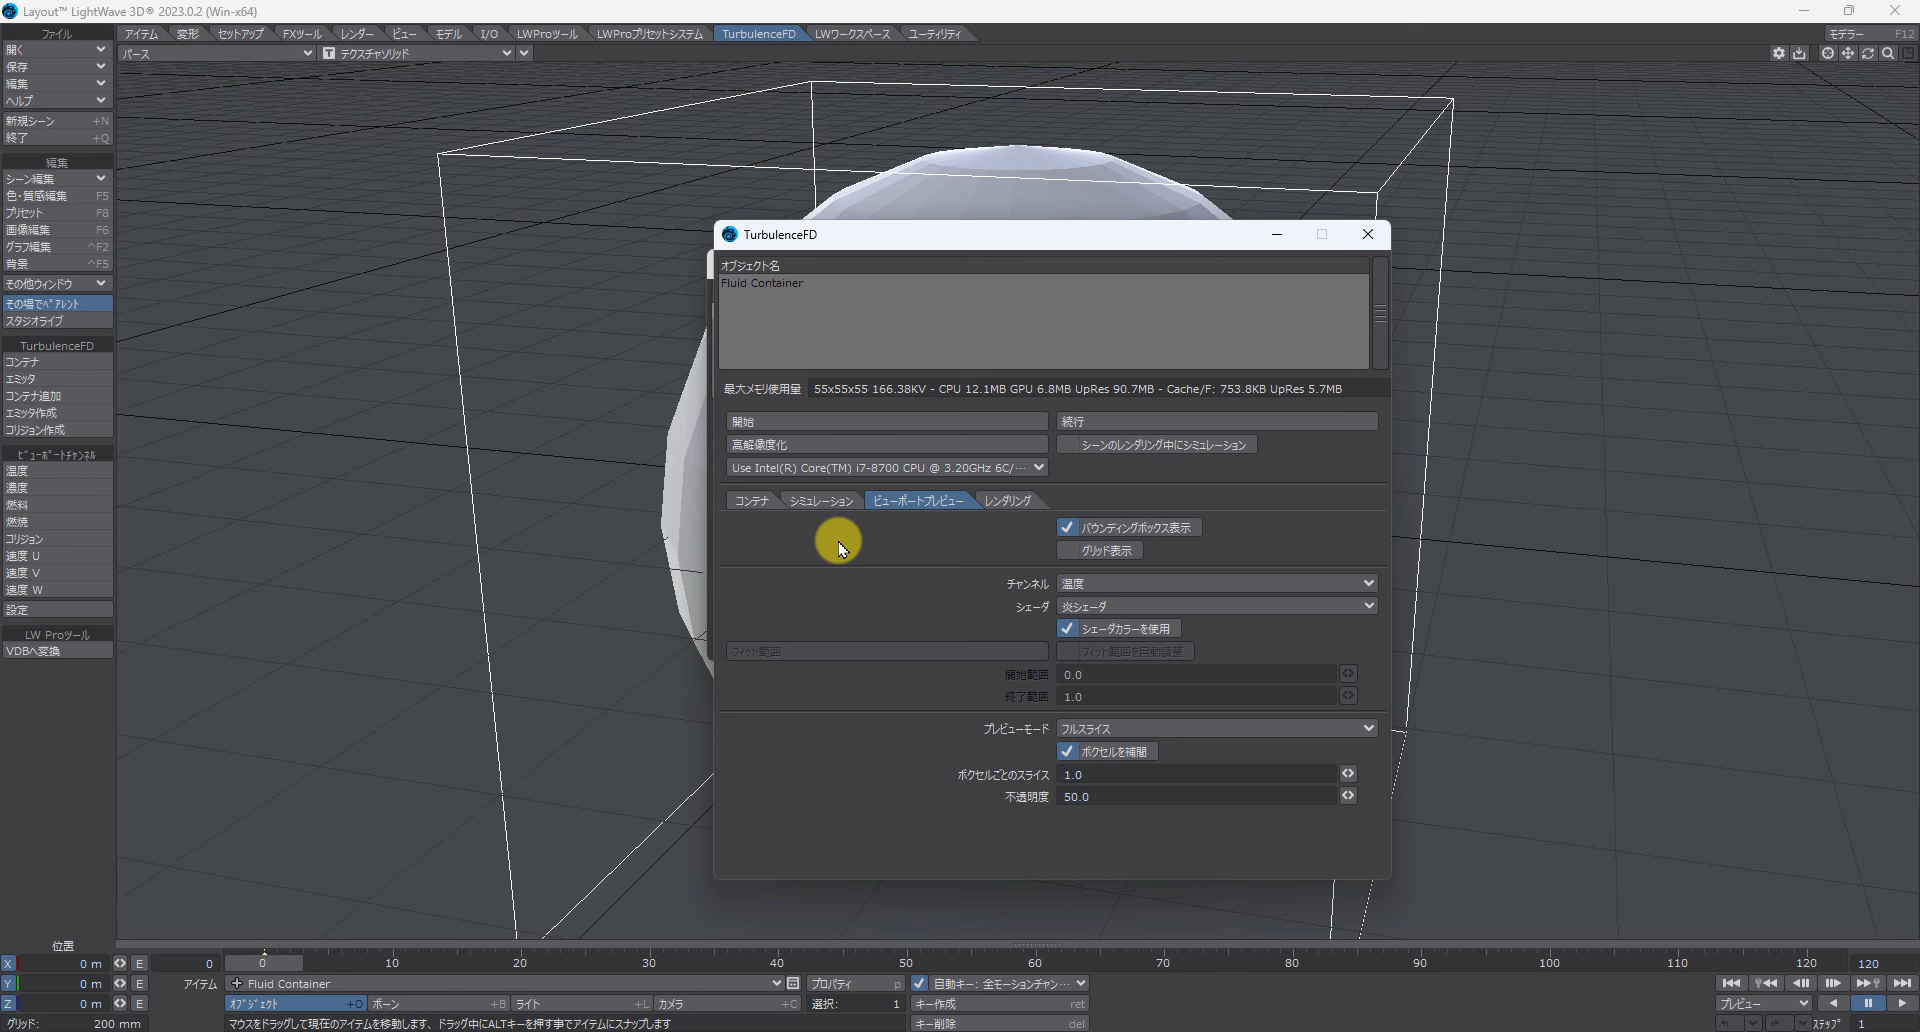 Layout™ LightWave 3D® 2023.0.2 (Win-x64)
ファイル
アイテム 変形 セットアップ FXツール レンダー ビュー モデル I/O LWProツール LWProプリセットシステム TurbulenceFD LWワークスペース ユーティリティ
モデラー F12
開く
パース
T テクスチャソリッド
保存
編集
ヘルプ
新規シーン +N
終了 +Q
編集
シーン編集
色･質感編集 F5
プリセット F8
画像編集 F6
グラフ編集 ^F2
背景 ^F5
その他ウィンドウ
その場でペアレント
スタジオライブ
TurbulenceFD
コンテナ
エミッタ
コンテナ追加
エミッタ作成
コリジョン作成
ビューポートチャンネル
温度
濃度
燃料
燃焼
コリジョン
速度 U
速度 V
速度 W
設定
LW Proツール
VDBへ変換
TurbulenceFD
オブジェクト名
Fluid Container
最大メモリ使用量 55x55x55 166.38KV - CPU 12.1MB GPU 6.8MB UpRes 90.7MB - Cache/F: 753.8KB UpRes 5.7MB
開始 続行
高解像度化 シーンのレンダリング中にシミュレーション
Use Intel(R) Core(TM) i7-8700 CPU @ 3.20GHz 6C/…
コンテナ シミュレーション ビューポートプレビュー レンダリング
バウンディングボックス表示
グリッド表示
チャンネル 温度
シェーダ 炎シェーダ
シェーダカラーを使用
フィット範囲 フィット範囲を自動調整
開始範囲 0.0
終了範囲 1.0
プレビューモード フルスライス
ボクセルを補間
ボクセルごとのスライス 1.0
不透明度 50.0
位置
X 0 m E 0 0 10 20 30 40 50 60 70 80 90 100 110 120 120
Y 0 m E アイテム Fluid Container プロパティ p 自動キー: 全モーションチャン…
Z 0 m E オブジェクト +O ボーン +B ライト +L カメラ +C 選択: 1 キー作成 ret プレビュー
グリッド: 200 mm マウスをドラッグして現在のアイテムを移動します、ドラッグ中にALTキーを押す事でアイテムにスナップします キー削除 del ステップ 1